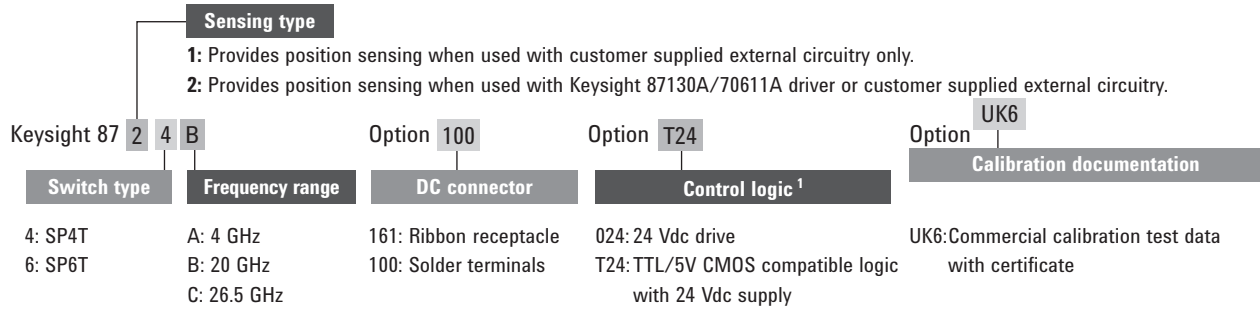 Sensing type
1: Provides position sensing when used with customer supplied external circuitry only.
2: Provides position sensing when used with Keysight 87130A/70611A driver or customer supplied external circuitry.
Keysight 87 2 4 B
Option 100
Option T24
Option UK6
Switch type
4: SP4T
6: SP6T
Frequency range
A: 4 GHz
B: 20 GHz
C: 26.5 GHz
DC connector
161: Ribbon receptacle
100: Solder terminals
Control logic 1
024: 24 Vdc drive
T24: TTL/5V CMOS compatible logic
with 24 Vdc supply
Calibration documentation
UK6:Commercial calibration test data
with certificate